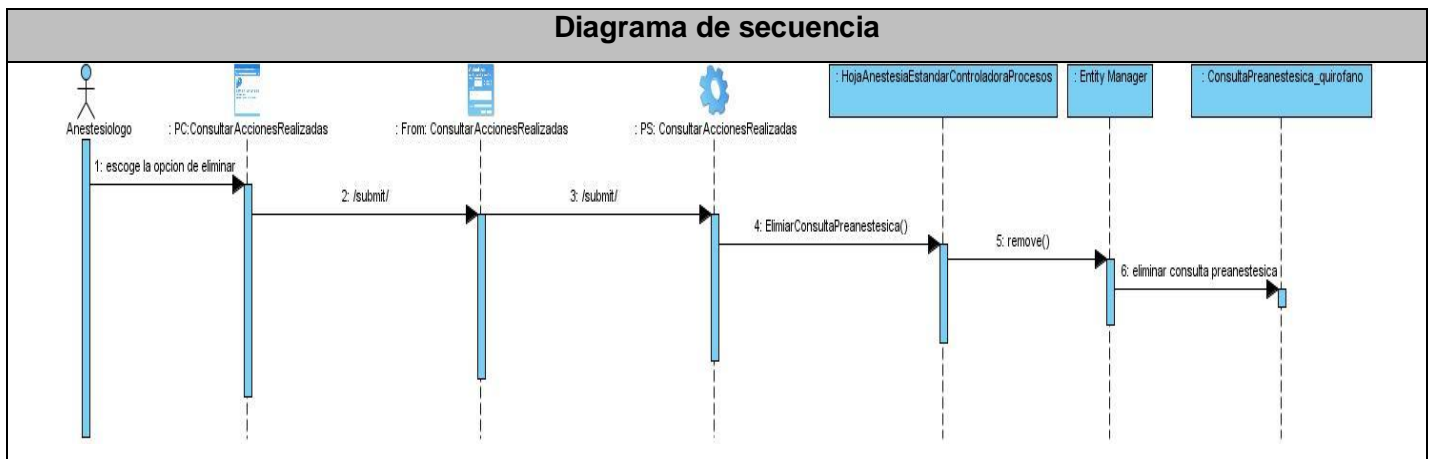 Diagrama de secuencia
Anestesiologo
: PC:ConsultarAccionesRealizadas
: From: ConsultarAccionesRealizadas
: PS: ConsultarAccionesRealizadas
: HojaAnestesiaEstandarControladoraProcesos
: Entity Manager
: ConsultaPreanestesica_quirofano
1: escoge la opcion de eliminar
2: /submit/
3: /submit/
4: ElimiarConsultaPreanestesica()
5: remove()
6: eliminar consulta preanestesica